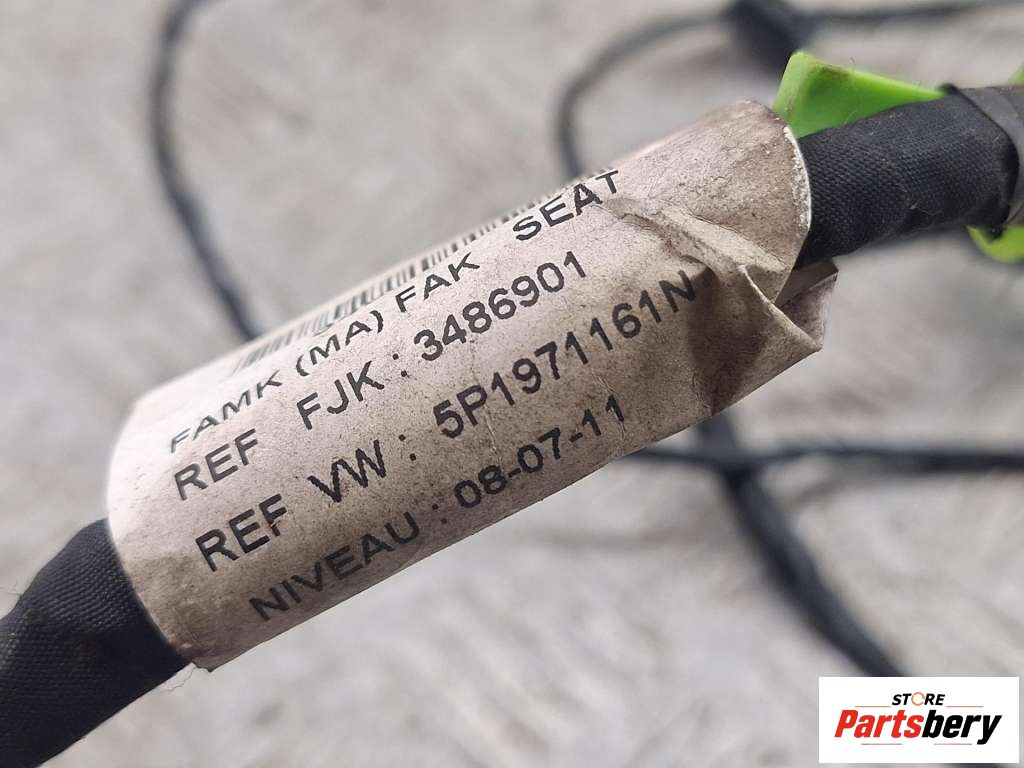 FAMK (MA) FAK SEAT
REF FJK : 3486901
REF VW : 5P1971161N
NIVEAU : 08-07-11
STORE
Partsbery